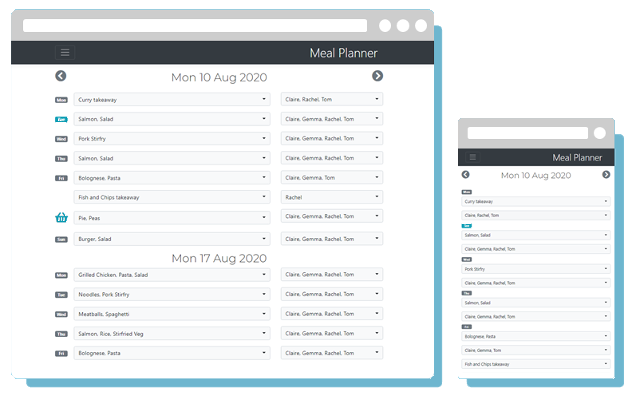 Meal Planner
Mon 10 Aug 2020
Mon Curry takeaway Claire, Rachel, Tom
Salmon, Salad Claire, Gemma, Rachel, Tom
Wed Pork Stirfry Claire, Gemma, Rachel, Tom
Thu Salmon, Salad Claire, Gemma, Rachel, Tom
Fri Bolognese, Pasta Claire, Gemma, Tom
Fish and Chips takeaway Rachel
Pie, Peas Claire, Gemma, Rachel, Tom
Sun Burger, Salad Claire, Gemma, Rachel, Tom
Mon 17 Aug 2020
Mon Grilled Chicken, Pasta, Salad Claire, Gemma, Rachel, Tom
Tue Noodles, Pork Stirfry Claire, Gemma, Rachel, Tom
Wed Meatballs, Spaghetti Claire, Gemma, Rachel, Tom
Thu Salmon, Rice, Stirfried Veg Claire, Gemma, Rachel, Tom
Fri Bolognese, Pasta Claire, Gemma, Rachel, Tom
Meal Planner
Mon 10 Aug 2020
Mon
Curry takeaway
Claire, Rachel, Tom
Salmon, Salad
Claire, Gemma, Rachel, Tom
Wed
Pork Stirfry
Claire, Gemma, Rachel, Tom
Thu
Salmon, Salad
Claire, Gemma, Rachel, Tom
Fri
Bolognese, Pasta
Claire, Gemma, Tom
Fish and Chips takeaway